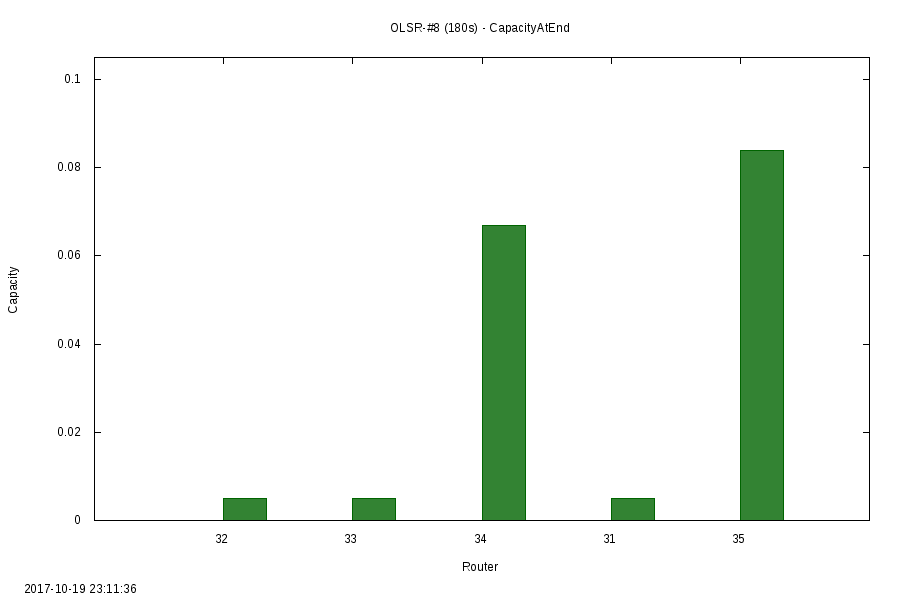 OLSR-#8 (180s) - CapacityAtEnd
0.1
0.08
0.06
0.04
0.02
0
Capacity
32 33 34 31 35
Router
2017-10-19 23:11:36